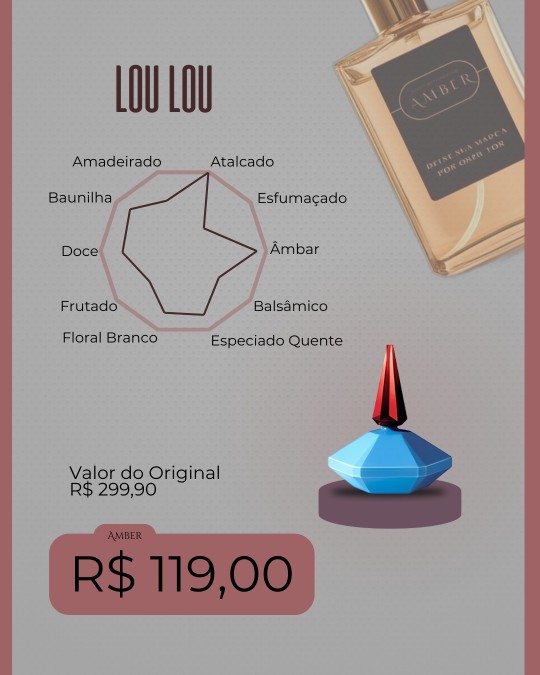 LOU LOU
AMBER
DEIXE SUA MARCA
POR ONDE FOR
Amadeirado
Atalcado
Baunilha
Esfumaçado
Doce
Âmbar
Frutado
Balsâmico
Floral Branco
Especiado Quente
Valor do Original
R$ 299,90
AMBER
R$ 119,00